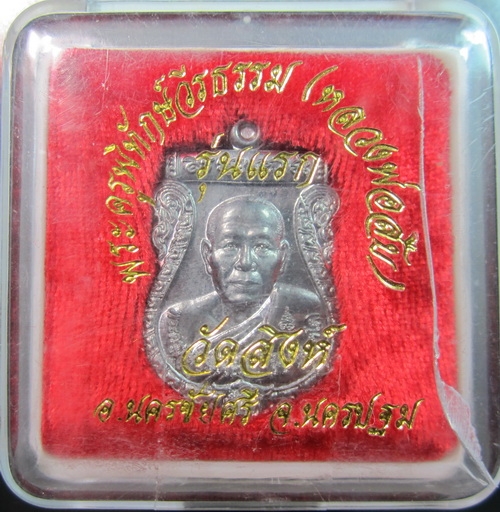 พระครูพิทักษ์วีรธรรม (หลวงพ่อสืบ)
รุ่นแรก
วัดสิงห์
อ.นครชัยศรี จ.นครปฐม